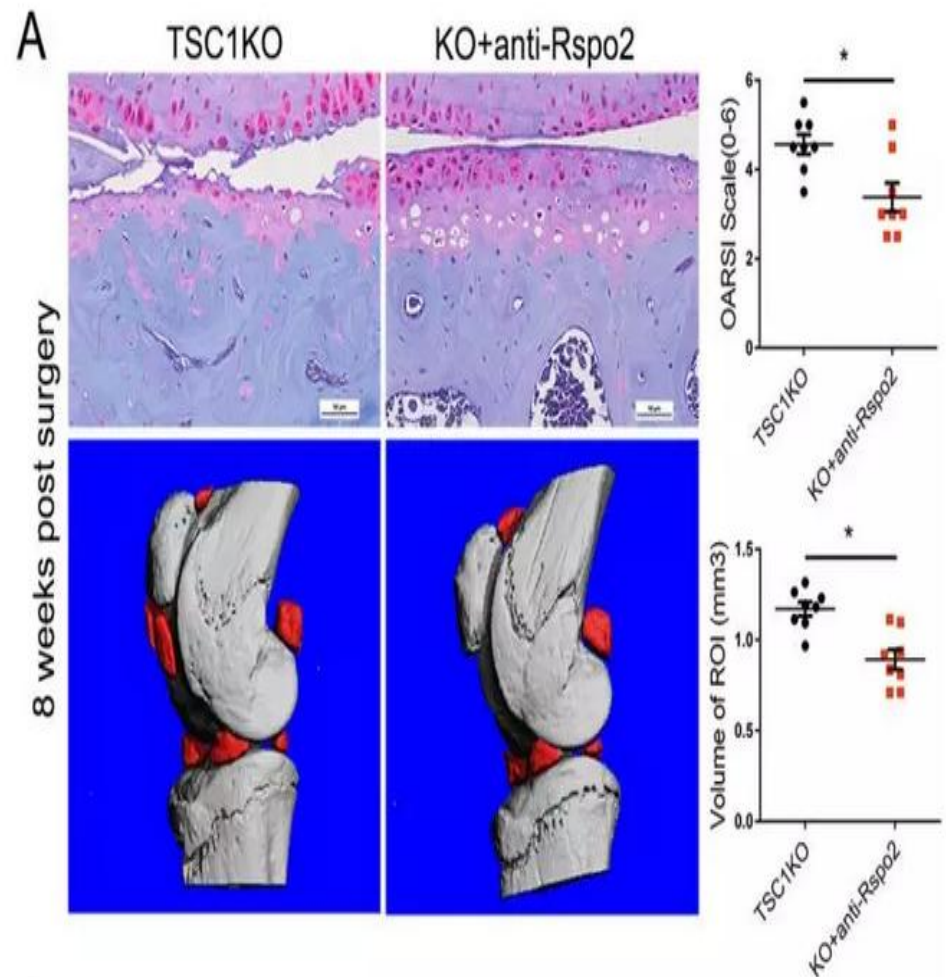 A
TSC1KO
KO+anti-Rspo2
8 weeks post surgery
OARSI Scale(0-6)
6
4
2
0
*
TSC1KO
KO+anti-Rspo2
Volume of ROI (mm3)
1.5
1.0
0.5
0.0
*
TSC1KO
KO+anti-Rspo2